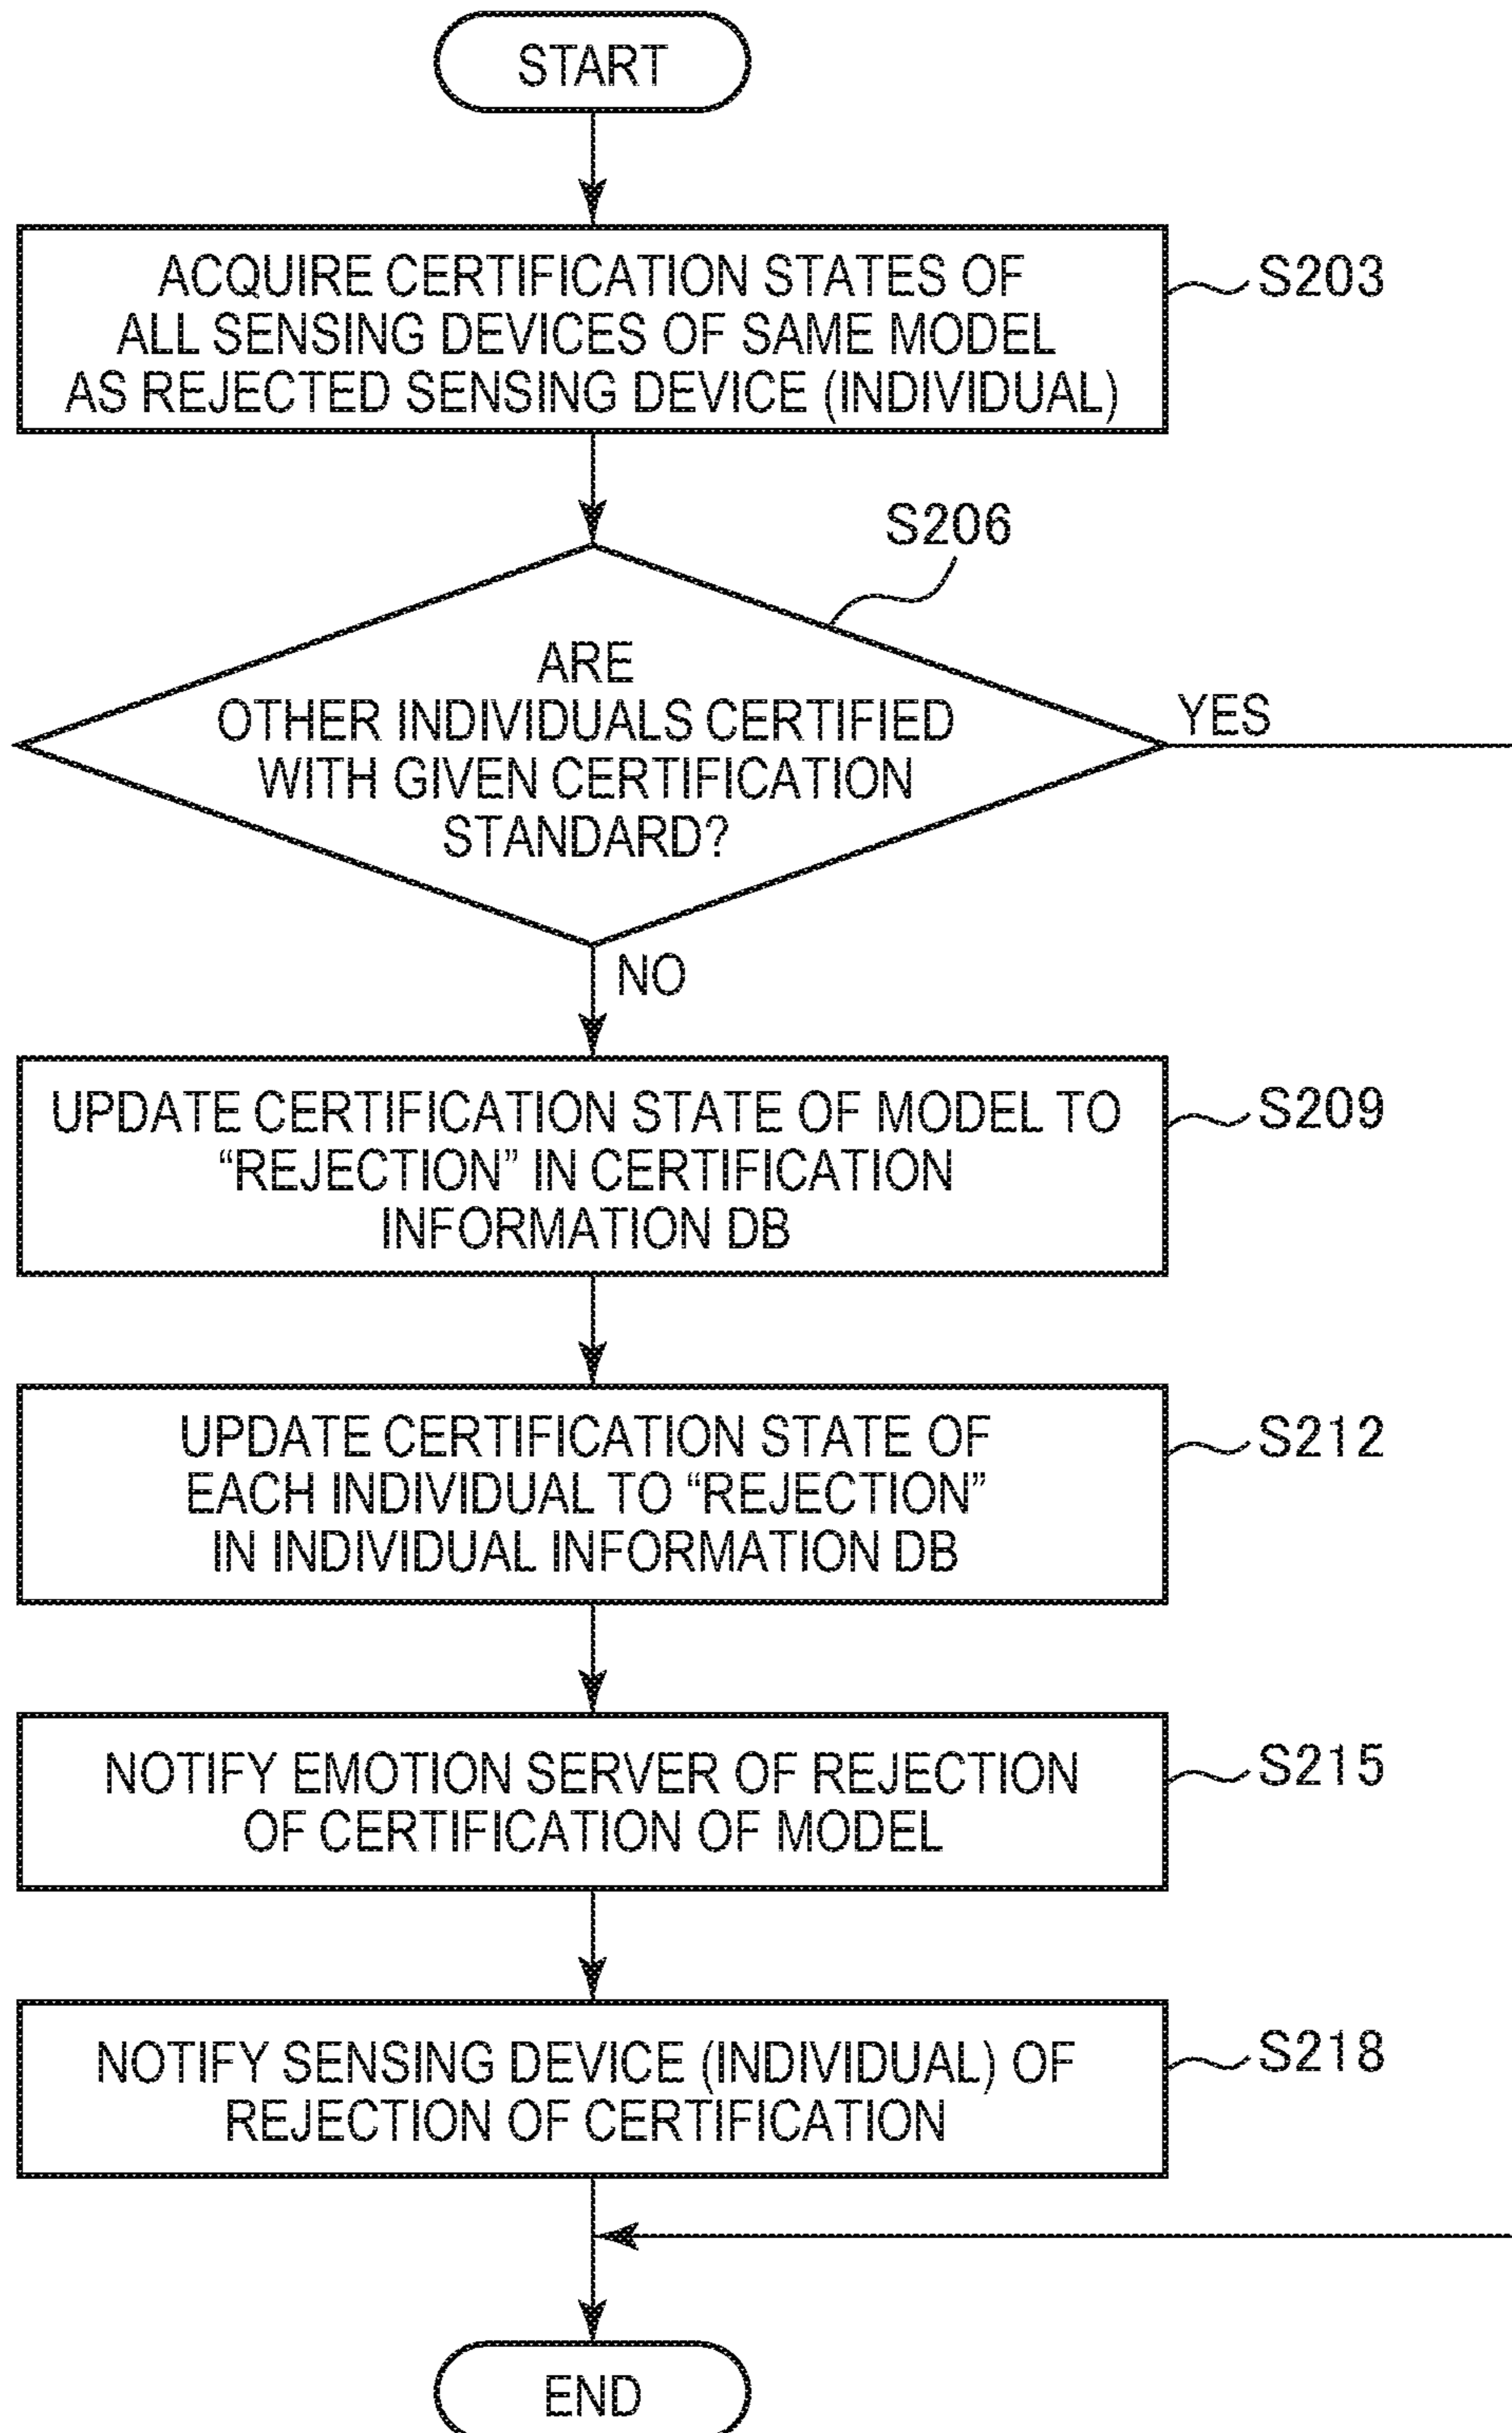 START
ACQUIRE CERTIFICATION STATES OF
ALL SENSING DEVICES OF SAME MODEL
AS REJECTED SENSING DEVICE (INDIVIDUAL)
S203
S206
ARE
OTHER INDIVIDUALS CERTIFIED
WITH GIVEN CERTIFICATION
STANDARD?
YES
NO
UPDATE CERTIFICATION STATE OF MODEL TO
“REJECTION” IN CERTIFICATION
INFORMATION DB
S209
UPDATE CERTIFICATION STATE OF
EACH INDIVIDUAL TO “REJECTION”
IN INDIVIDUAL INFORMATION DB
S212
NOTIFY EMOTION SERVER OF REJECTION
OF CERTIFICATION OF MODEL
S215
NOTIFY SENSING DEVICE (INDIVIDUAL) OF
REJECTION OF CERTIFICATION
S218
END